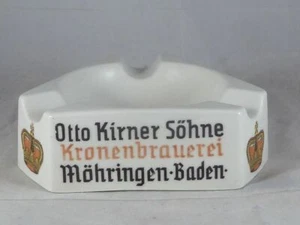 Otto Kirner Söhne
Kronenbrauerei
Möhringen-Baden-